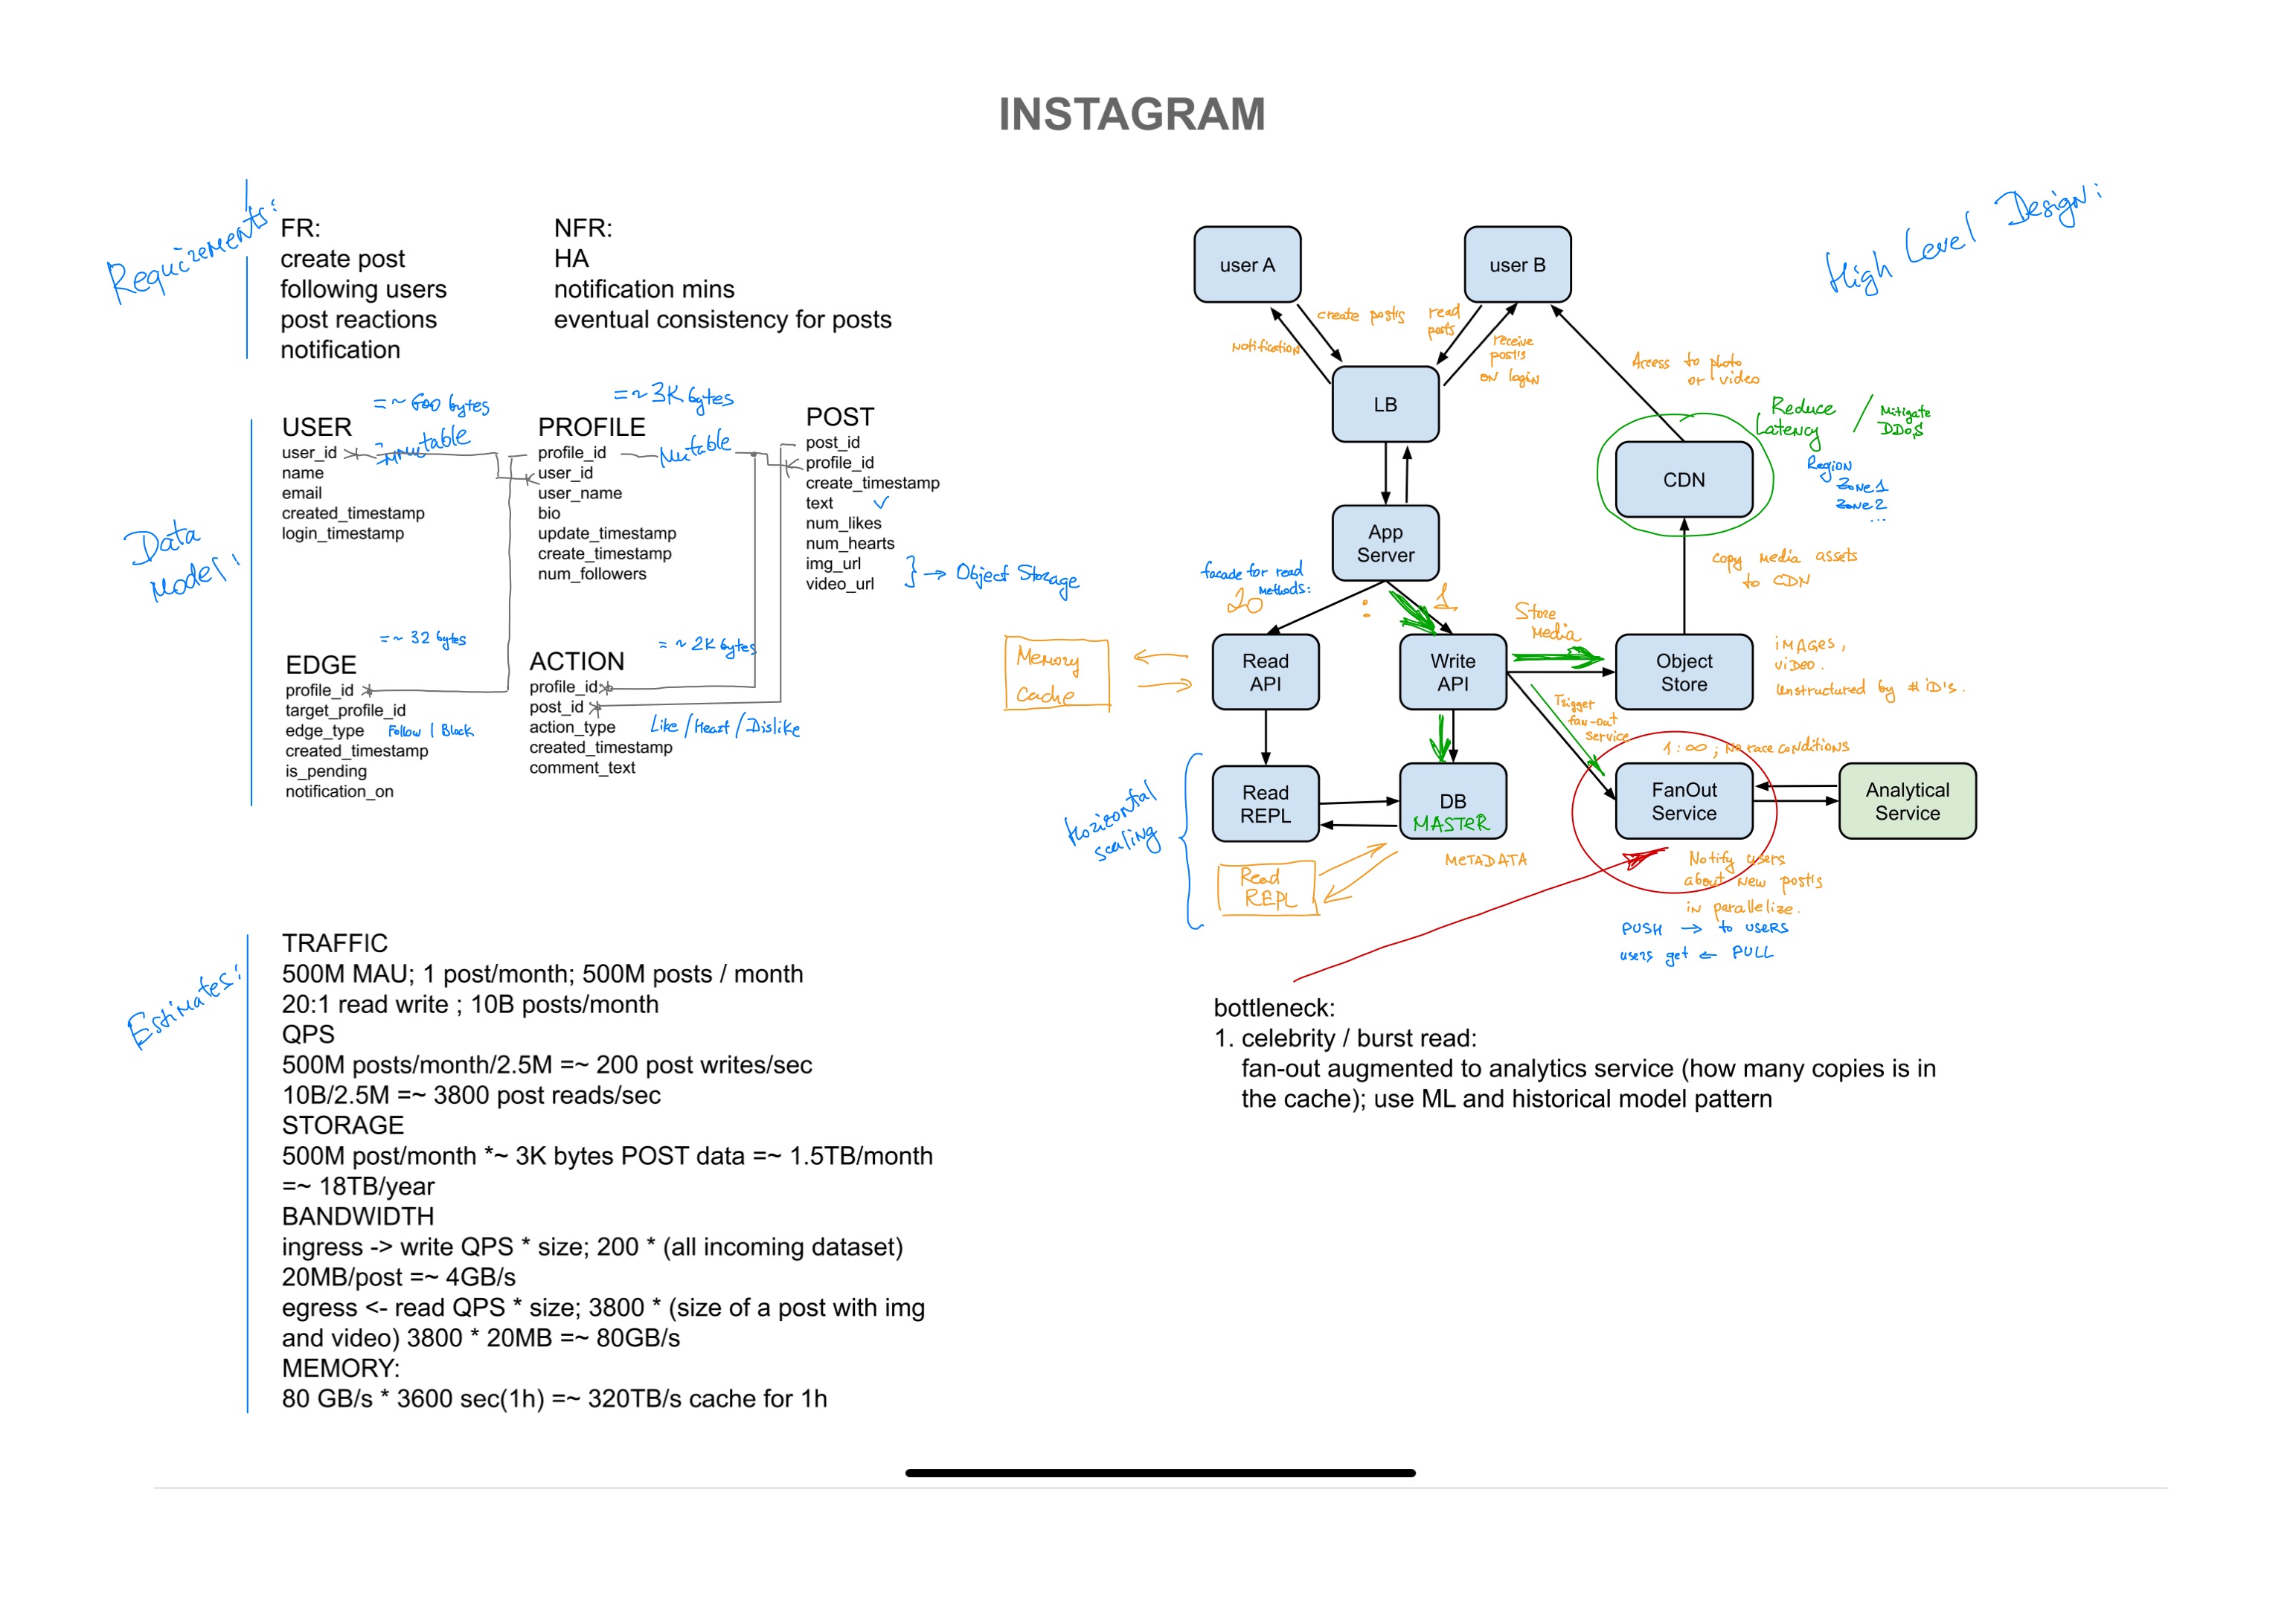 INSTAGRAM
Requirements:
FR:
create post
following users
post reactions
notification
NFR:
HA
notification mins
eventual consistency for posts
Data
Model:
=~ 600 bytes
USER
immutable
user_id
name
email
created_timestamp
login_timestamp
=~ 3K bytes
PROFILE
Mutable
profile_id
user_id
user_name
bio
update_timestamp
create_timestamp
num_followers
POST
post_id
profile_id
create_timestamp
text
num_likes
num_hearts
img_url
video_url
} → Object Storage
=~ 32 bytes
EDGE
profile_id
target_profile_id
edge_type Follow | Block
created_timestamp
is_pending
notification_on
=~ 2K bytes
ACTION
profile_id
post_id
action_type Like / Heart / Dislike
created_timestamp
comment_text
Estimates:
TRAFFIC
500M MAU; 1 post/month; 500M posts / month
20:1 read write ; 10B posts/month
QPS
500M posts/month/2.5M =~ 200 post writes/sec
10B/2.5M =~ 3800 post reads/sec
STORAGE
500M post/month *~ 3K bytes POST data =~ 1.5TB/month
=~ 18TB/year
BANDWIDTH
ingress -> write QPS * size; 200 * (all incoming dataset)
20MB/post =~ 4GB/s
egress <- read QPS * size; 3800 * (size of a post with img
and video) 3800 * 20MB =~ 80GB/s
MEMORY:
80 GB/s * 3600 sec(1h) =~ 320TB/s cache for 1h
High Level Design:
user A
user B
create posts
notification
read
posts
receive
posts
on login
LB
App
Server
Access to photo
or video
Reduce
Latency
/ Mitigate
DDoS
CDN
Region
Zone1
Zone2
...
copy media assets
to CDN
facade for read
methods:
20 : 1
Memory
Cache
Read
API
Write
API
Store
Media
Object
Store
iMAGES,
video.
Unstructured by # iD's.
Trigget
fan-out
service
1:∞ ; No race conditions
Horizontal
scaling
Read
REPL
DB
MASTER
METADATA
Read
REPL
FanOut
Service
Analytical
Service
Notify users
about new posts
in parallelize.
PUSH → to users
users get ← PULL
bottleneck:
1. celebrity / burst read:
fan-out augmented to analytics service (how many copies is in
the cache); use ML and historical model pattern